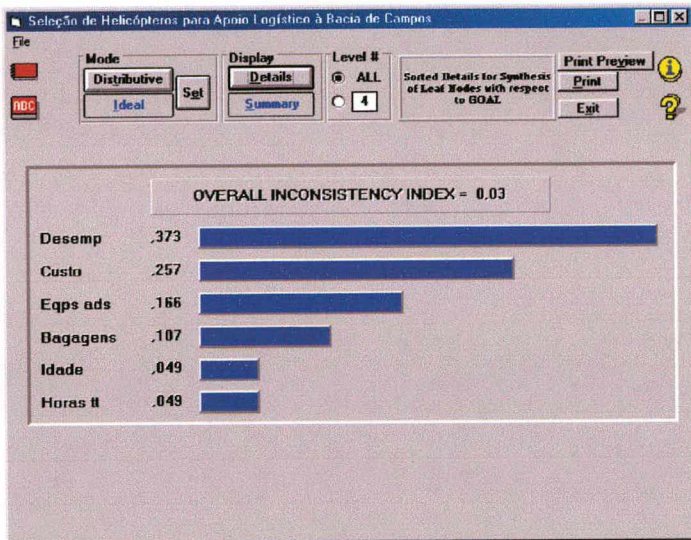 Seleção de Helicópteros para Apoio Logístico à Bacia de Campos
File
Mode
Distributive
Ideal
Set
Display
Details
Summary
Level #
ALL
4
Sorted Details for Synthesis
of Leaf Nodes with respect
to GOAL
Print Preview
Print
Exit
ABC
OVERALL INCONSISTENCY INDEX = 0,03
Desemp ,373
Custo ,257
Eqps ads ,166
Bagagens ,107
Idade ,049
Horas tt ,049